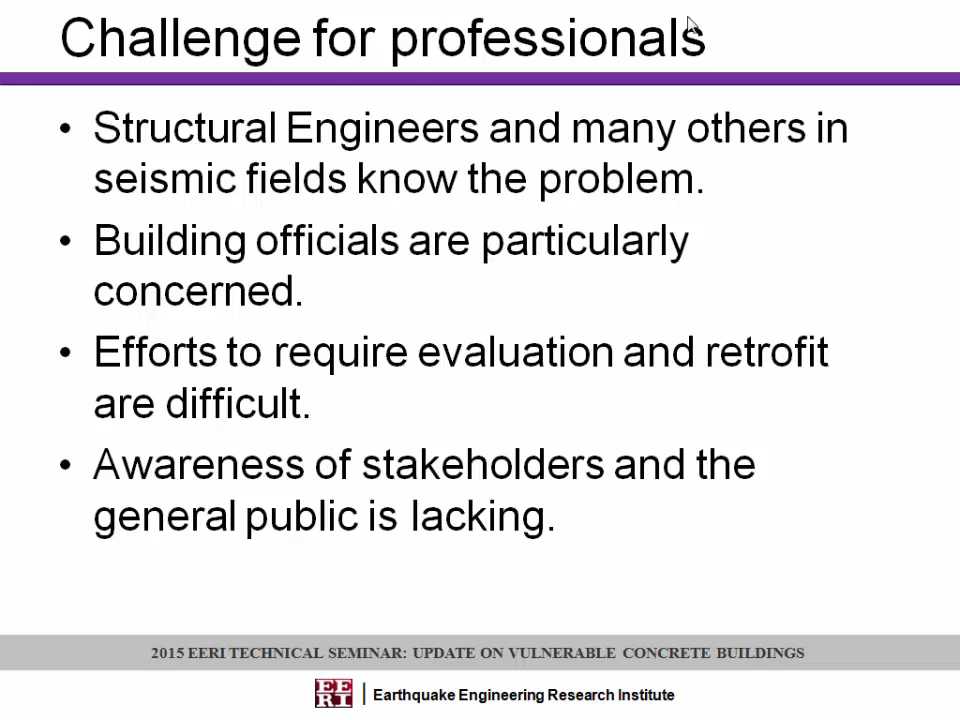 Challenge for professionals
• Structural Engineers and many others in
seismic fields know the problem.
• Building officials are particularly
concerned.
• Efforts to require evaluation and retrofit
are difficult.
• Awareness of stakeholders and the
general public is lacking.
2015 EERI TECHNICAL SEMINAR: UPDATE ON VULNERABLE CONCRETE BUILDINGS
EERI | Earthquake Engineering Research Institute